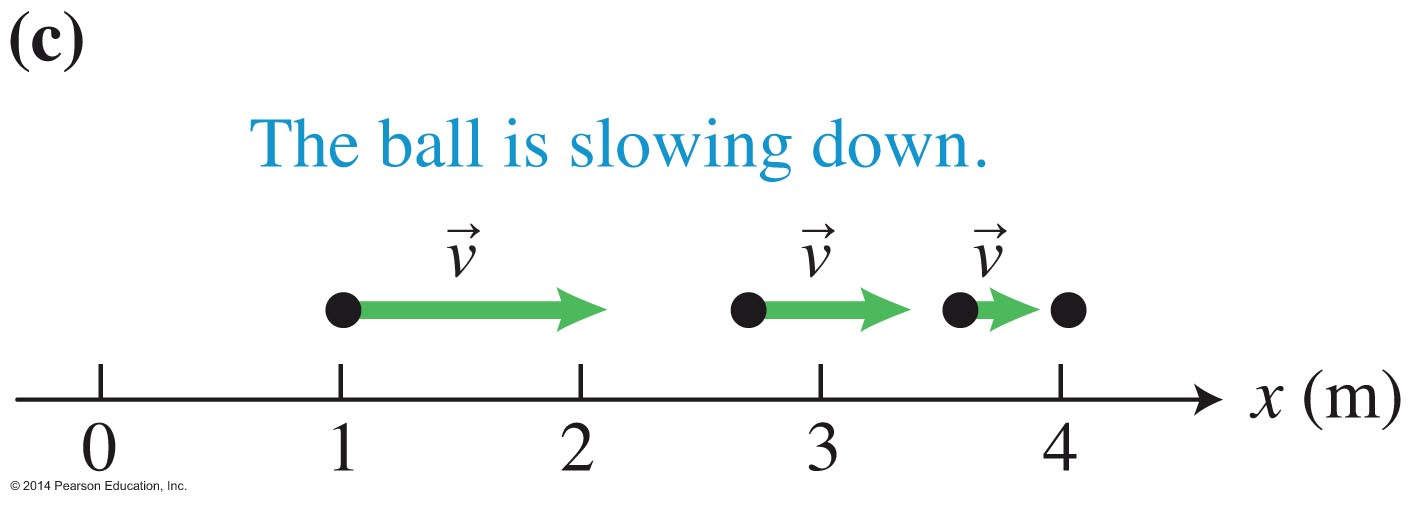 (c)
The ball is slowing down.
v⃗ v⃗ v⃗
x (m)
0 1 2 3 4
© 2014 Pearson Education, Inc.